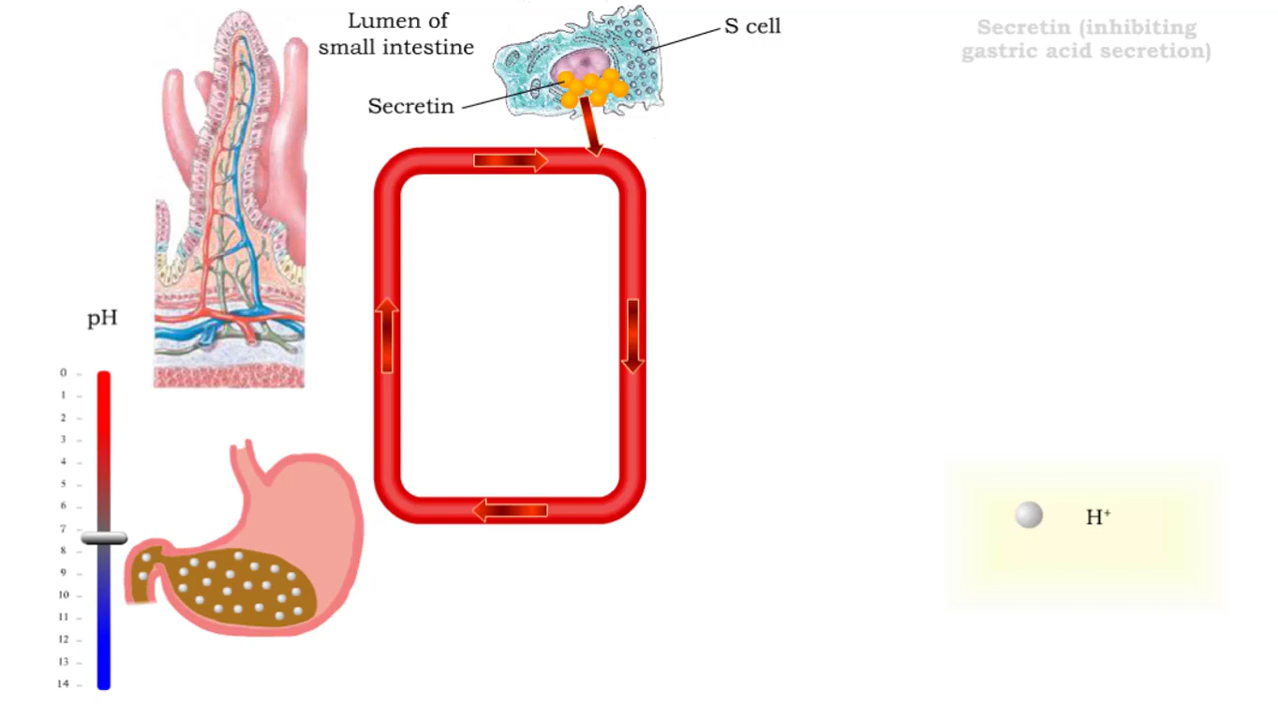 Lumen of
small intestine
S cell
Secretin
Secretin (inhibiting
gastric acid secretion)
pH
0
1
2
3
4
5
6
7
8
9
10
11
12
13
14
H⁺